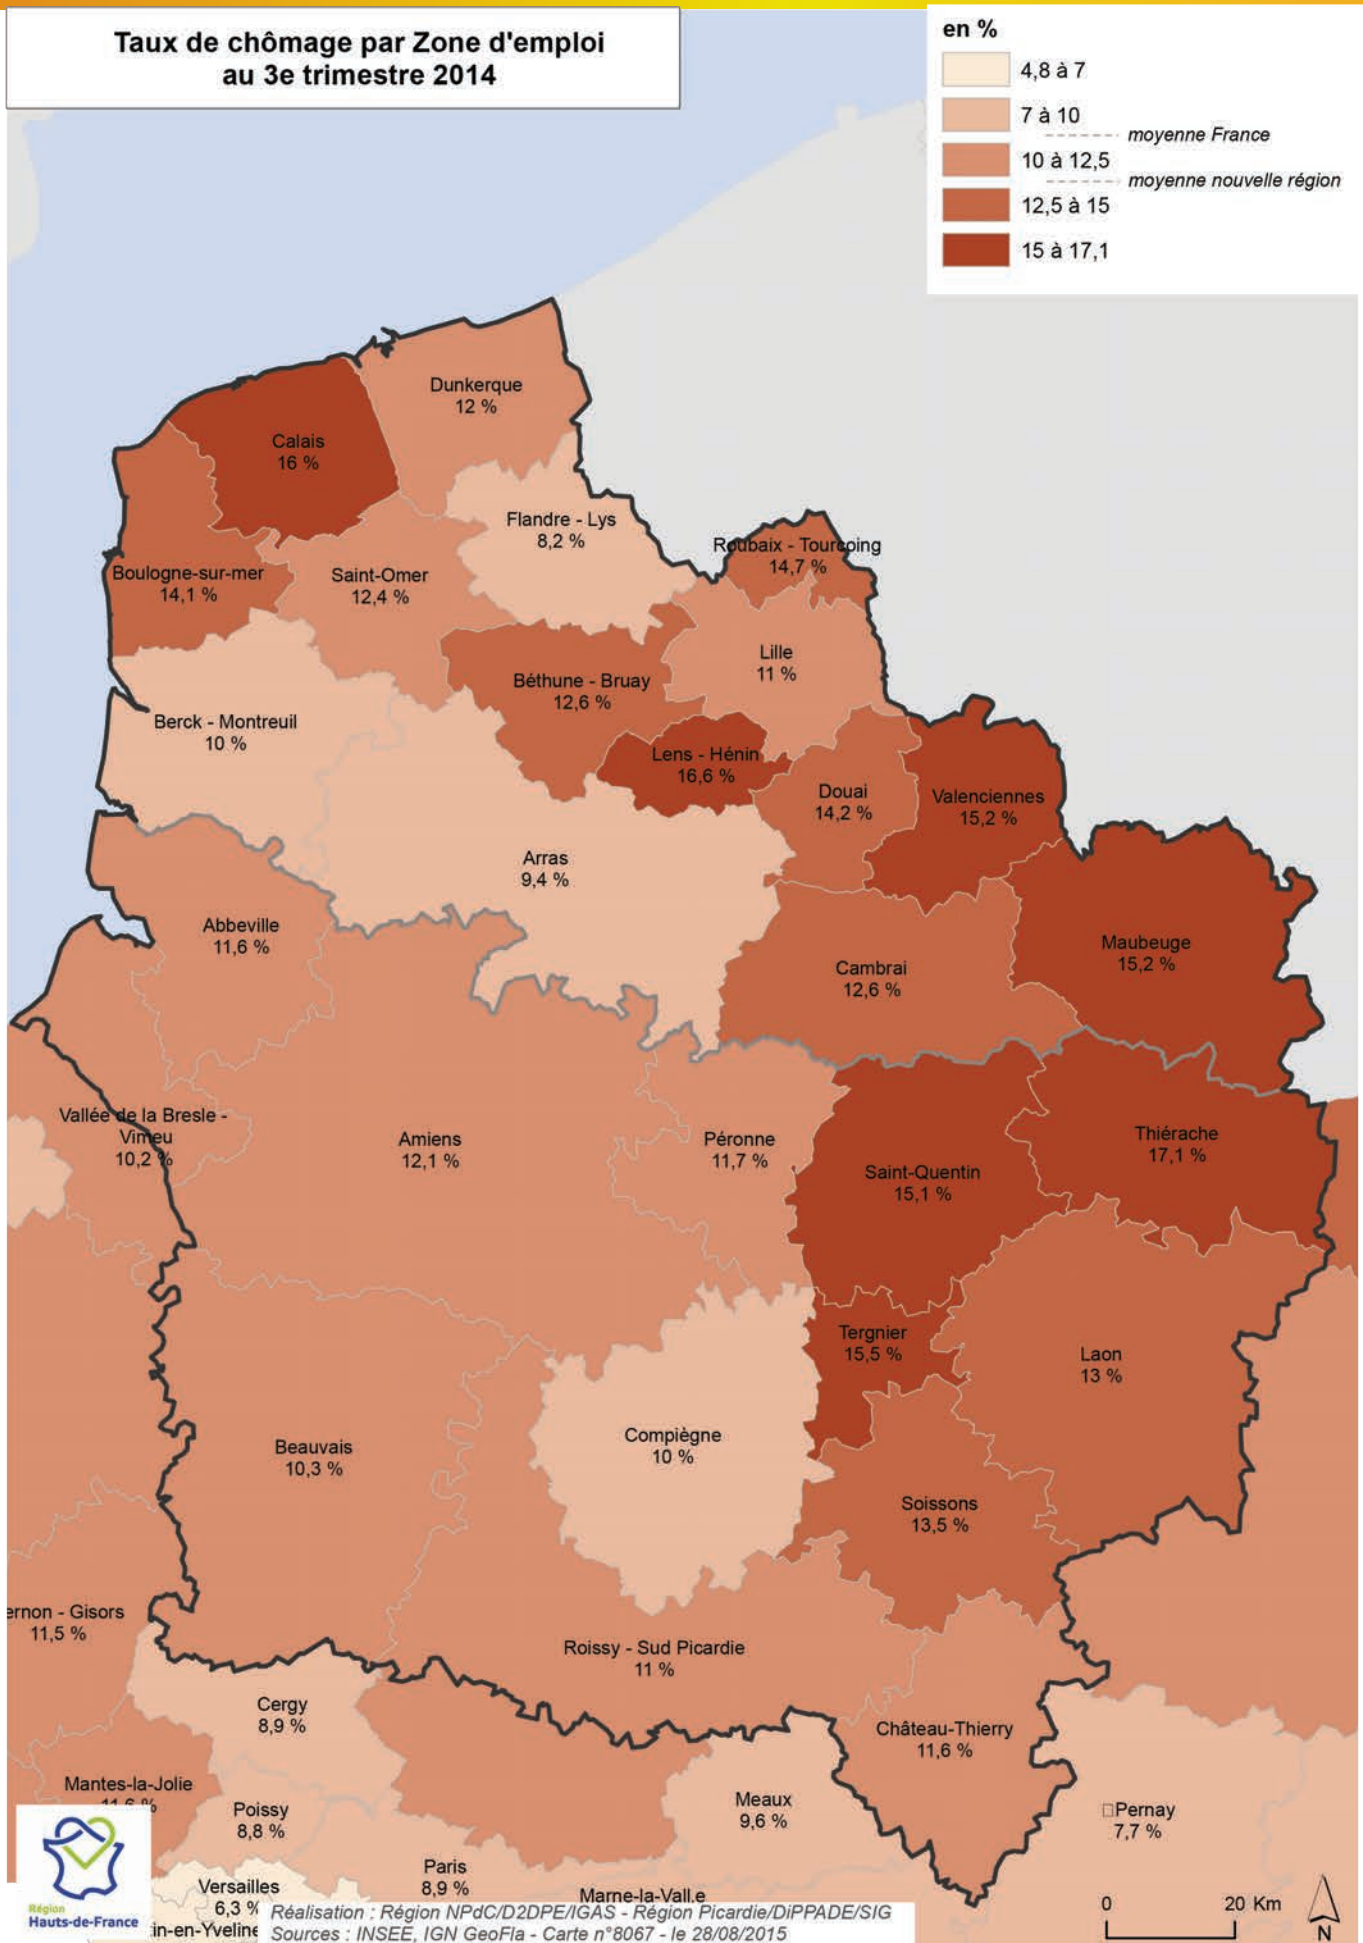 Taux de chômage par Zone d'emploi
au 3e trimestre 2014
en %
4,8 à 7
7 à 10
moyenne France
10 à 12,5
moyenne nouvelle région
12,5 à 15
15 à 17,1
Dunkerque
12 %
Calais
16 %
Flandre - Lys
8,2 %
Roubaix - Tourcoing
14,7 %
Boulogne-sur-mer
14,1 %
Saint-Omer
12,4 %
Lille
11 %
Béthune - Bruay
12,6 %
Berck - Montreuil
10 %
Lens - Hénin
16,6 %
Douai
14,2 %
Valenciennes
15,2 %
Arras
9,4 %
Abbeville
11,6 %
Maubeuge
15,2 %
Cambrai
12,6 %
Vallée de la Bresle -
Vimeu
10,2 %
Amiens
12,1 %
Péronne
11,7 %
Thiérache
17,1 %
Saint-Quentin
15,1 %
Tergnier
15,5 %
Laon
13 %
Compiègne
10 %
Beauvais
10,3 %
Soissons
13,5 %
ernon - Gisors
11,5 %
Roissy - Sud Picardie
11 %
Cergy
8,9 %
Château-Thierry
11,6 %
Mantes-la-Jolie
11,6 %
Poissy
8,8 %
Meaux
9,6 %
□Pernay
7,7 %
Paris
8,9 %
Versailles
6,3 %
Marne-la-Vall.e
tin-en-Yveline
Région
Hauts-de-France
Réalisation : Région NPdC/D2DPE/IGAS - Région Picardie/DiPPADE/SIG
Sources : INSEE, IGN GeoFla - Carte n°8067 - le 28/08/2015
0 20 Km
N